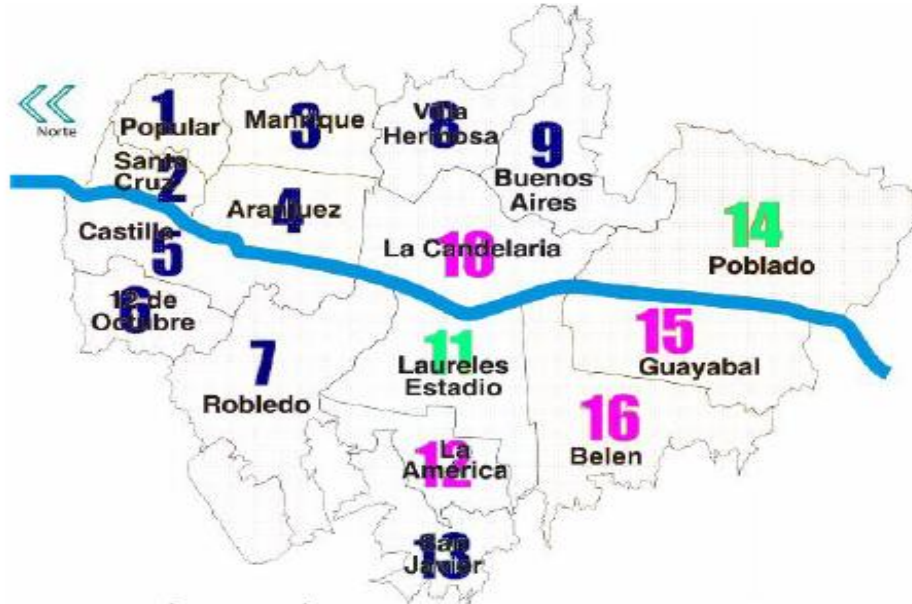 Norte
1
Popular
Santa
Cruz
2
3
Manrique
4
Aranjuez
Castilla
5
6
12 de
Octubre
7
Robledo
8
Villa
Hermosa
9
Buenos
Aires
10
La Candelaria
11
Laureles
Estadio
12
La
America
13
San
Javier
14
Poblado
15
Guayabal
16
Belen